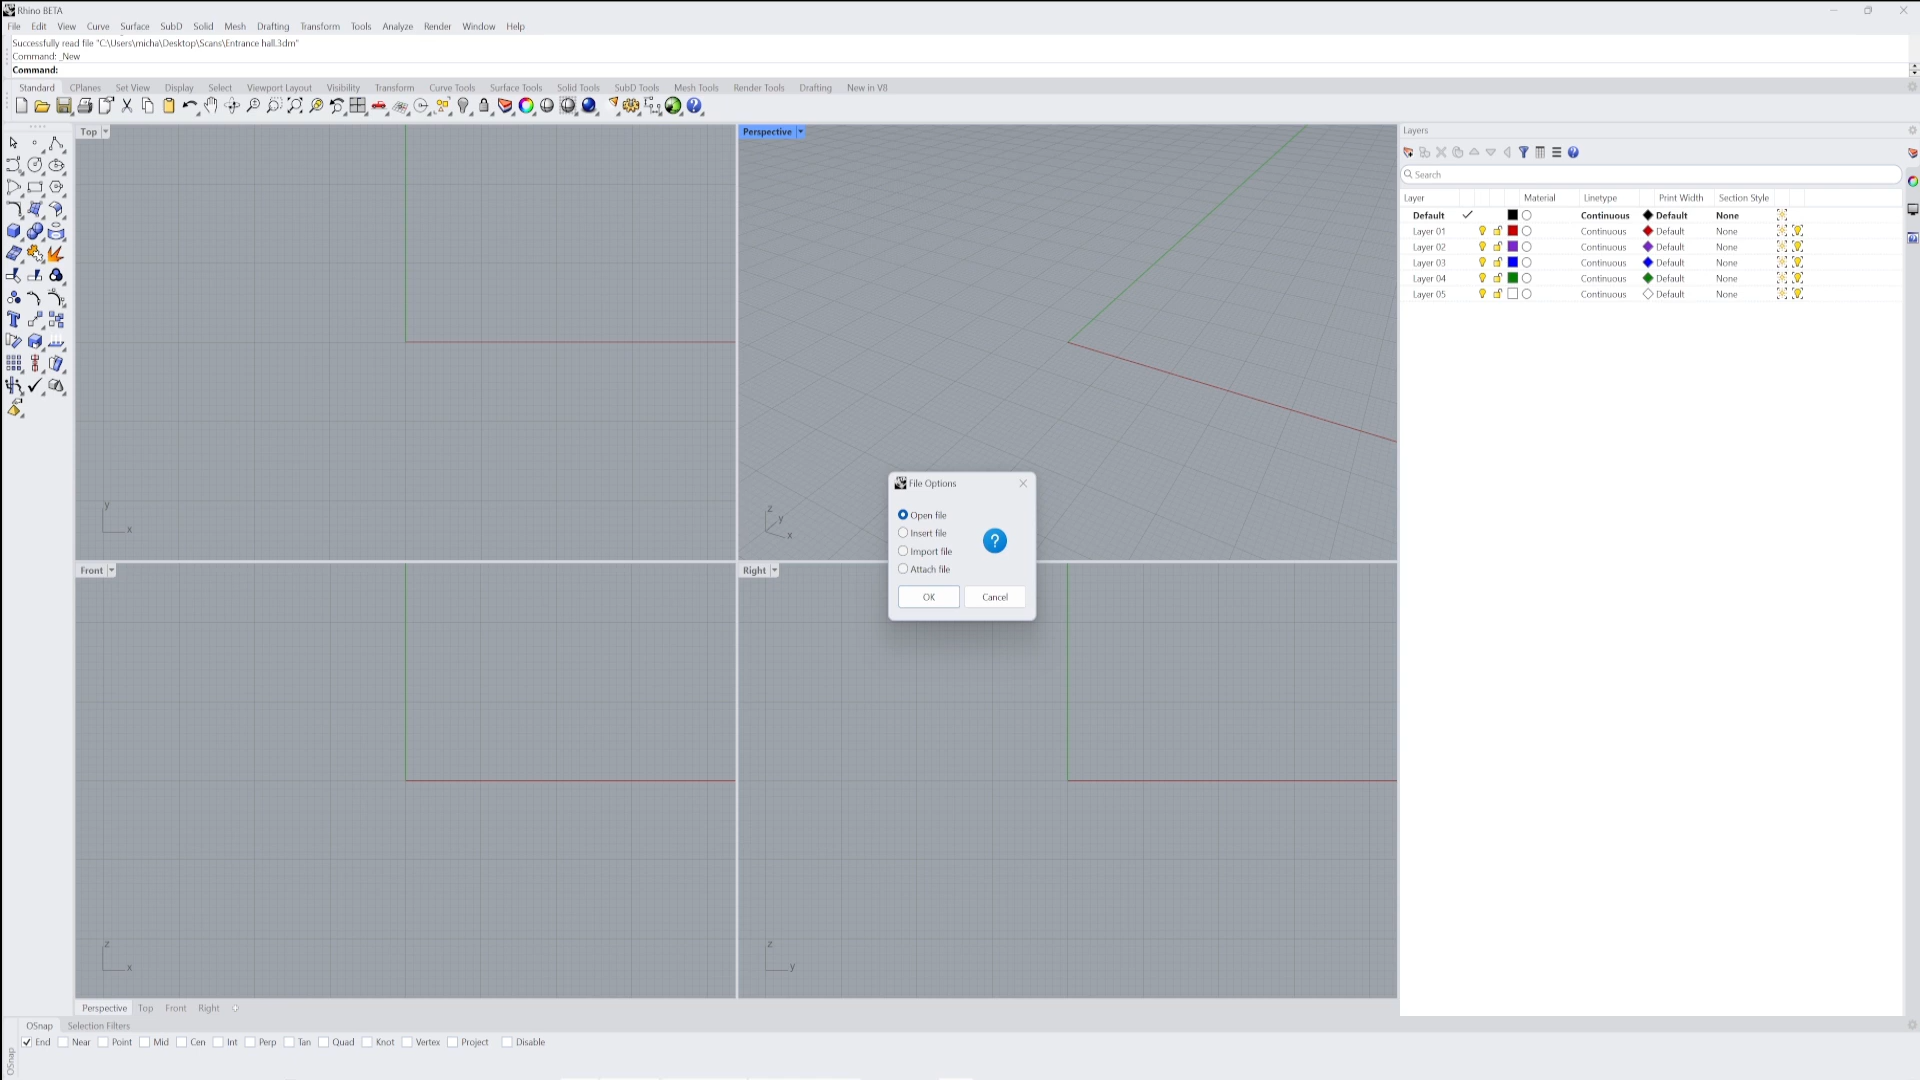 Rhino BETA
File Edit View Curve Surface SubD Solid Mesh Drafting Transform Tools Analyze Render Window Help
Successfully read file "C:\Users\micha\Desktop\Scans\Entrance hall.3dm"
Command: _New
Command:
Standard CPlanes Set View Display Select Viewport Layout Visibility Transform Curve Tools Surface Tools Solid Tools SubD Tools Mesh Tools Render Tools Drafting New in V8
Top
Perspective
Layers
Search
Layer Material Linetype Print Width Section Style
Default Continuous Default None
Layer 01 Continuous Default None
Layer 02 Continuous Default None
Layer 03 Continuous Default None
Layer 04 Continuous Default None
Layer 05 Continuous Default None
y
x
z
y
x
File Options
Open file
Insert file
Import file
Attach file
?
OK Cancel
Front
Right
z
x
z
y
Perspective Top Front Right
OSnap Selection Filters
End Near Point Mid Cen Int Perp Tan Quad Knot Vertex Project Disable
OSnap